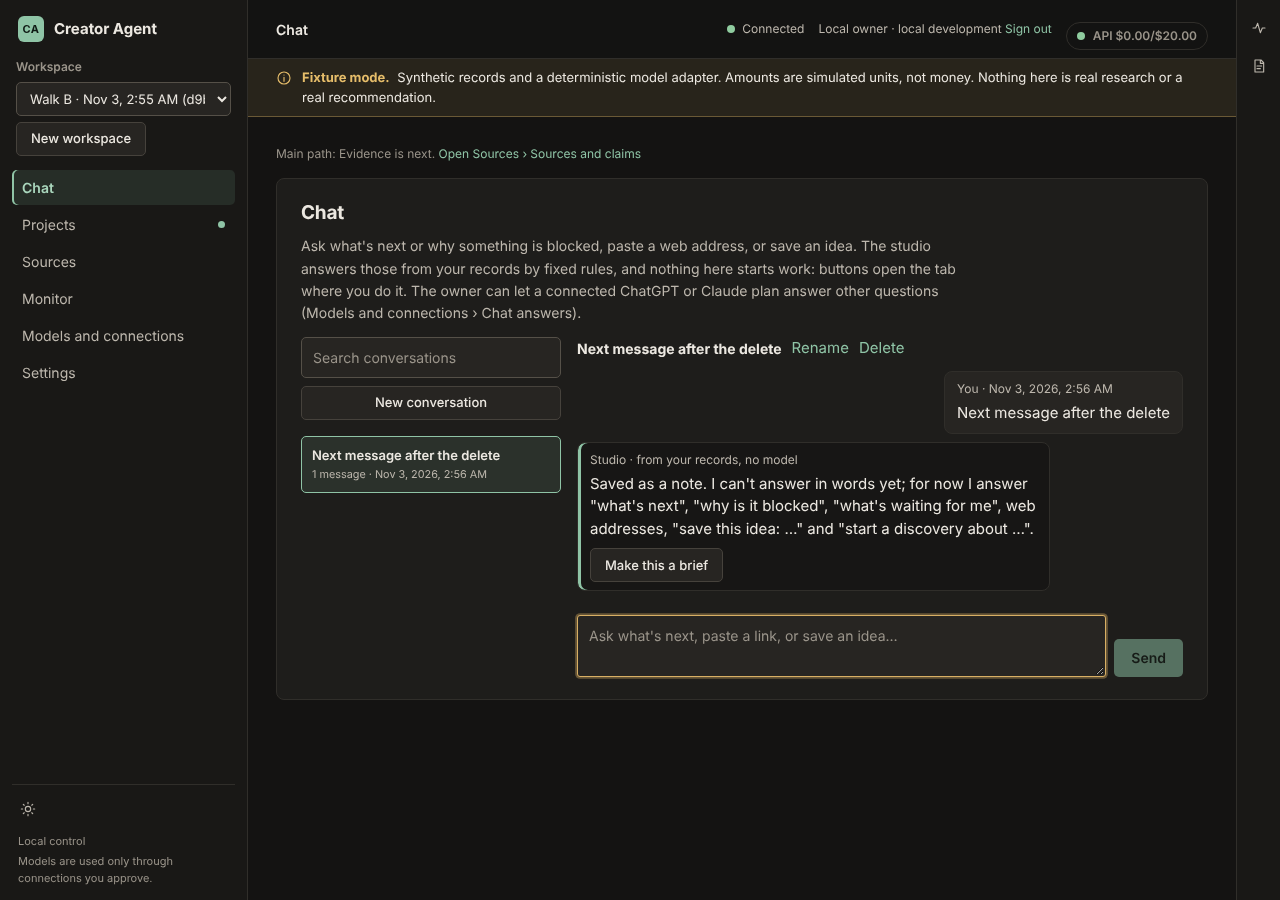 CA Creator Agent
Workspace
Walk B · Nov 3, 2:55 AM (d9l
New workspace
Chat
Projects
Sources
Monitor
Models and connections
Settings
Local control
Models are used only through
connections you approve.
Chat
Connected Local owner · local development Sign out API $0.00/$20.00
Fixture mode. Synthetic records and a deterministic model adapter. Amounts are simulated units, not money. Nothing here is real research or a
real recommendation.
Main path: Evidence is next. Open Sources › Sources and claims
Chat
Ask what's next or why something is blocked, paste a web address, or save an idea. The studio
answers those from your records by fixed rules, and nothing here starts work: buttons open the tab
where you do it. The owner can let a connected ChatGPT or Claude plan answer other questions
(Models and connections › Chat answers).
Search conversations
New conversation
Next message after the delete
1 message · Nov 3, 2026, 2:56 AM
Next message after the delete Rename Delete
You · Nov 3, 2026, 2:56 AM
Next message after the delete
Studio · from your records, no model
Saved as a note. I can't answer in words yet; for now I answer
"what's next", "why is it blocked", "what's waiting for me", web
addresses, "save this idea: ..." and "start a discovery about ...".
Make this a brief
Ask what's next, paste a link, or save an idea...
Send